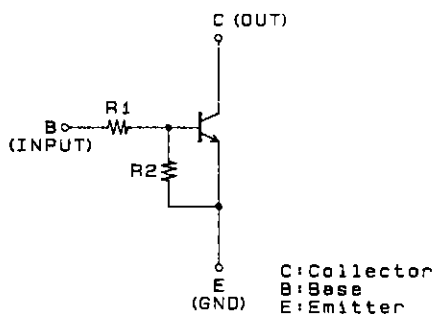 C (OUT)
R1
B
(INPUT)
R2
E
(GND)
C:Collector
B:Base
E:Emitter